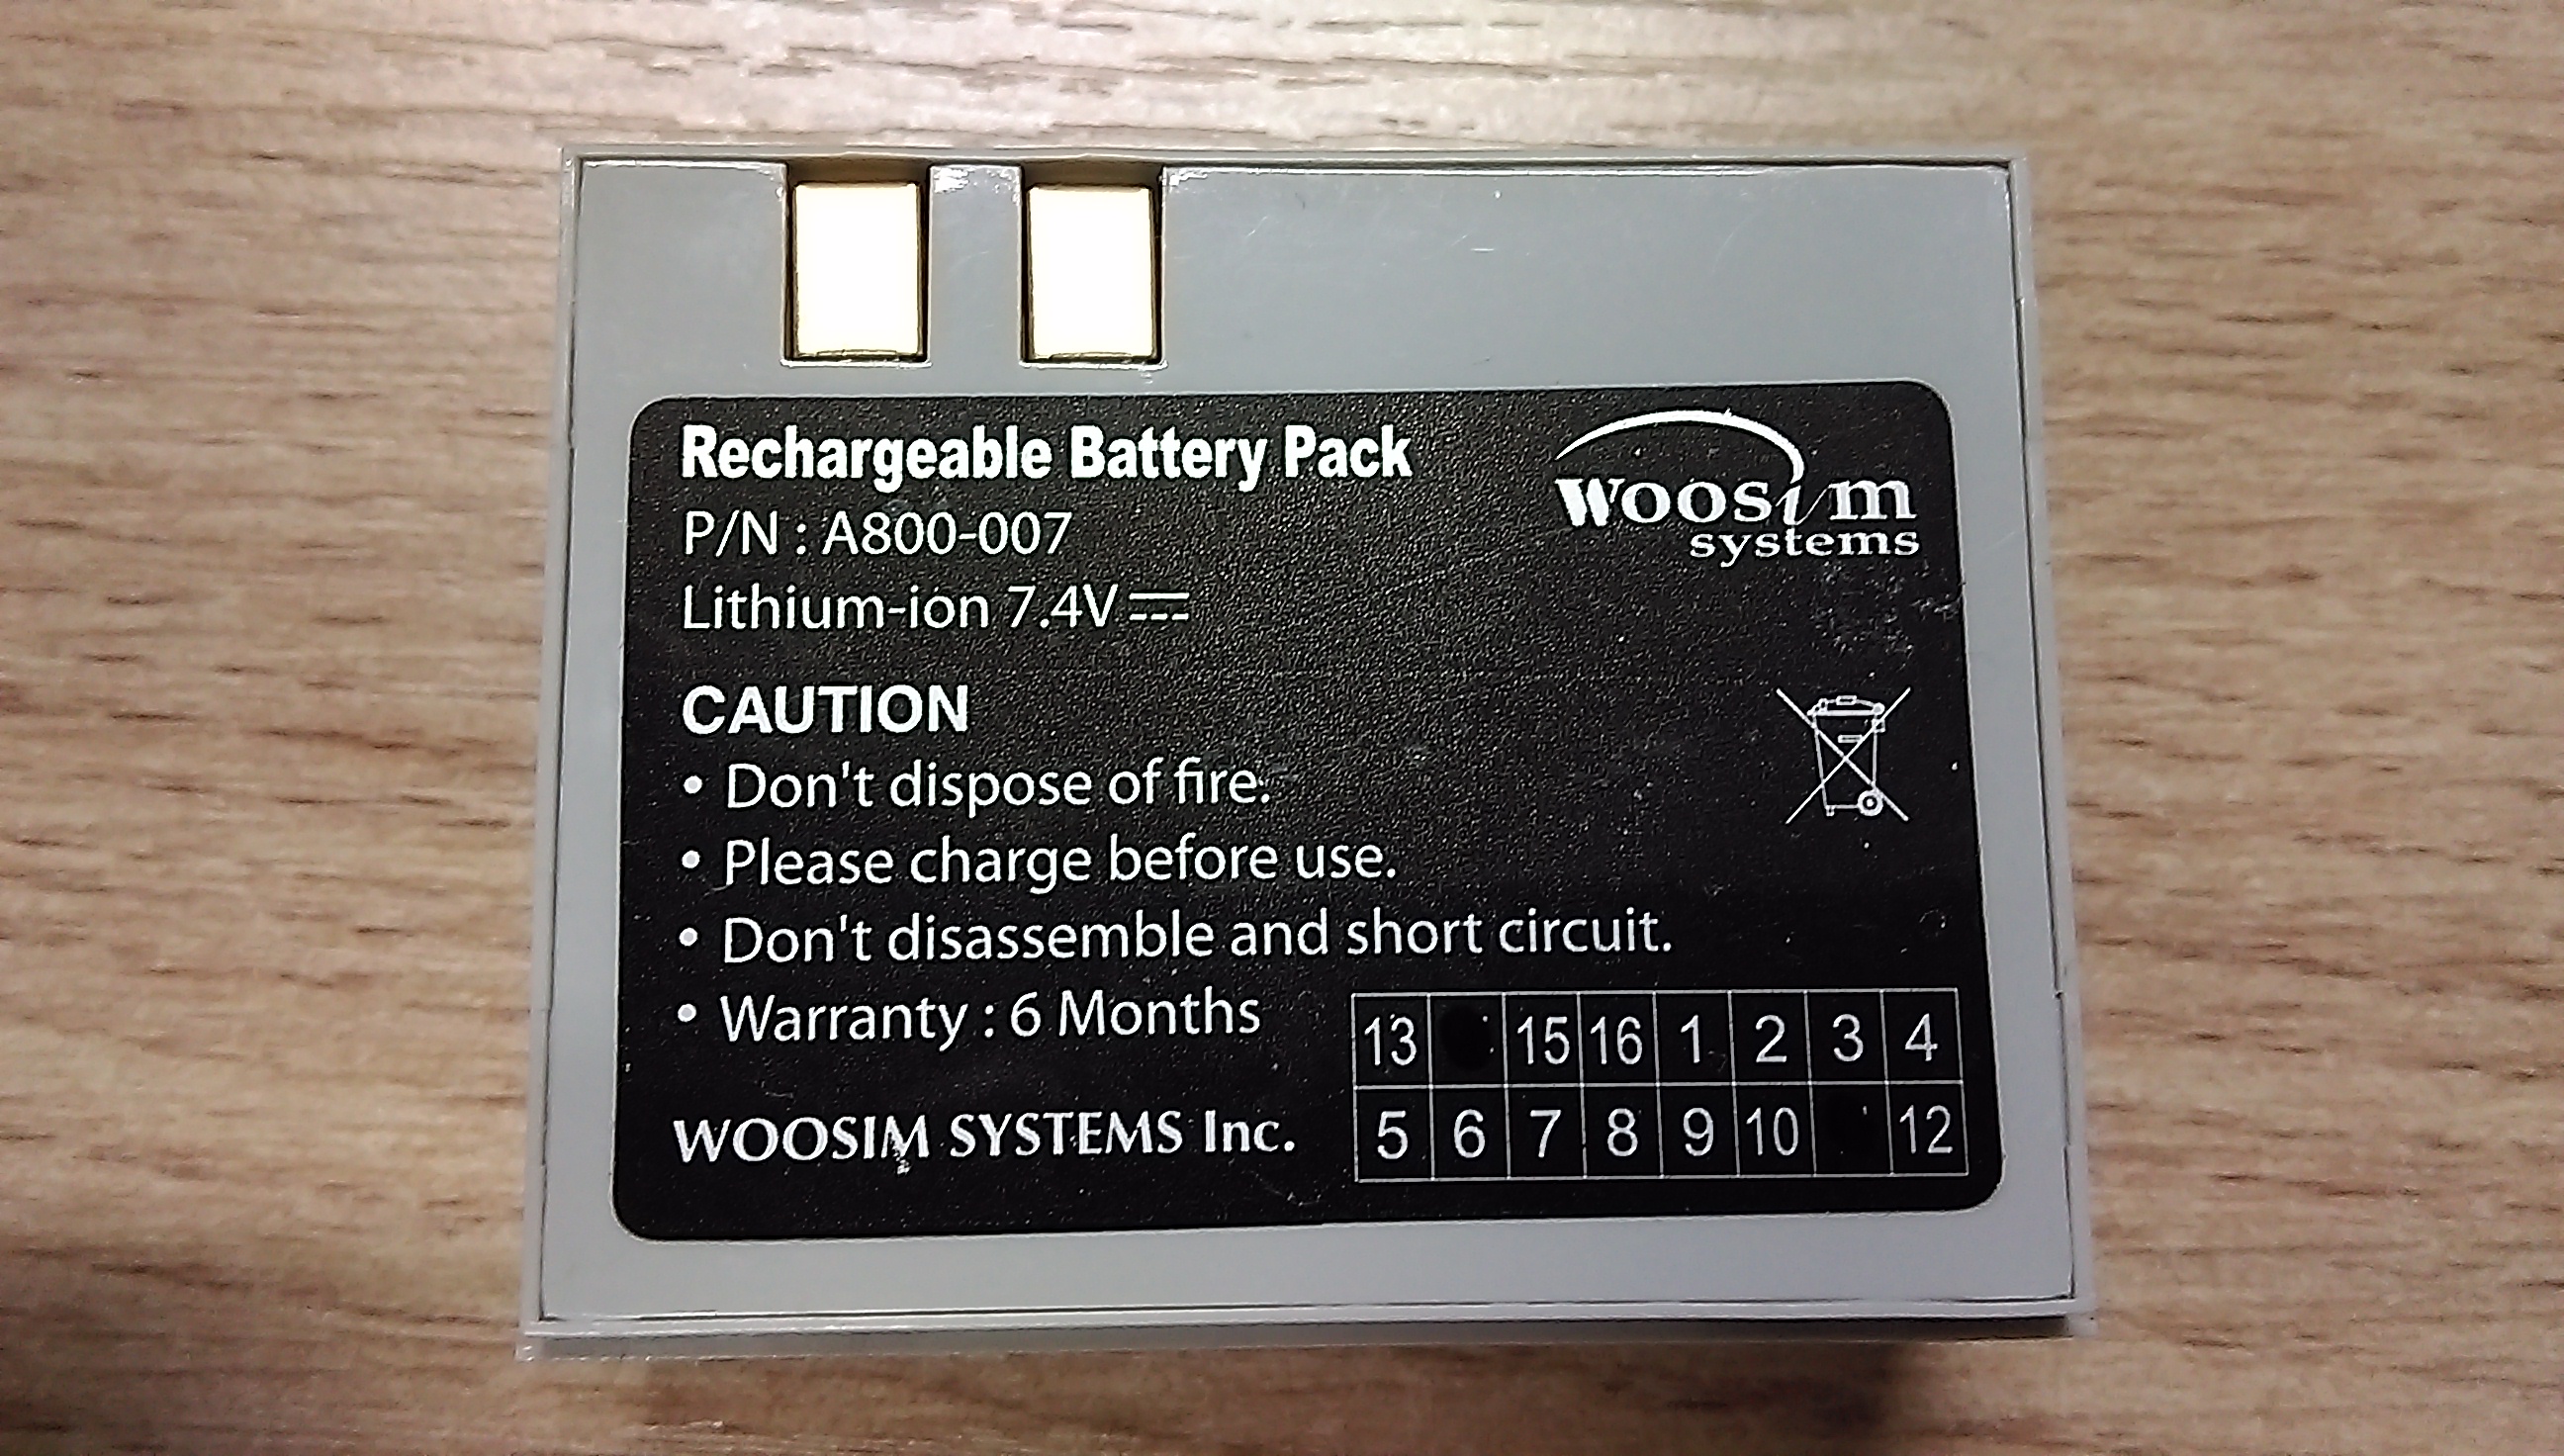 Rechargeable Battery Pack
P/N : A800-007
Lithium-ion 7.4V
woosim
systems
CAUTION
• Don't dispose of fire.
• Please charge before use.
• Don't disassemble and short circuit.
• Warranty : 6 Months
WOOSIM SYSTEMS Inc.
13 15 16 1 2 3 4
5 6 7 8 9 10 12